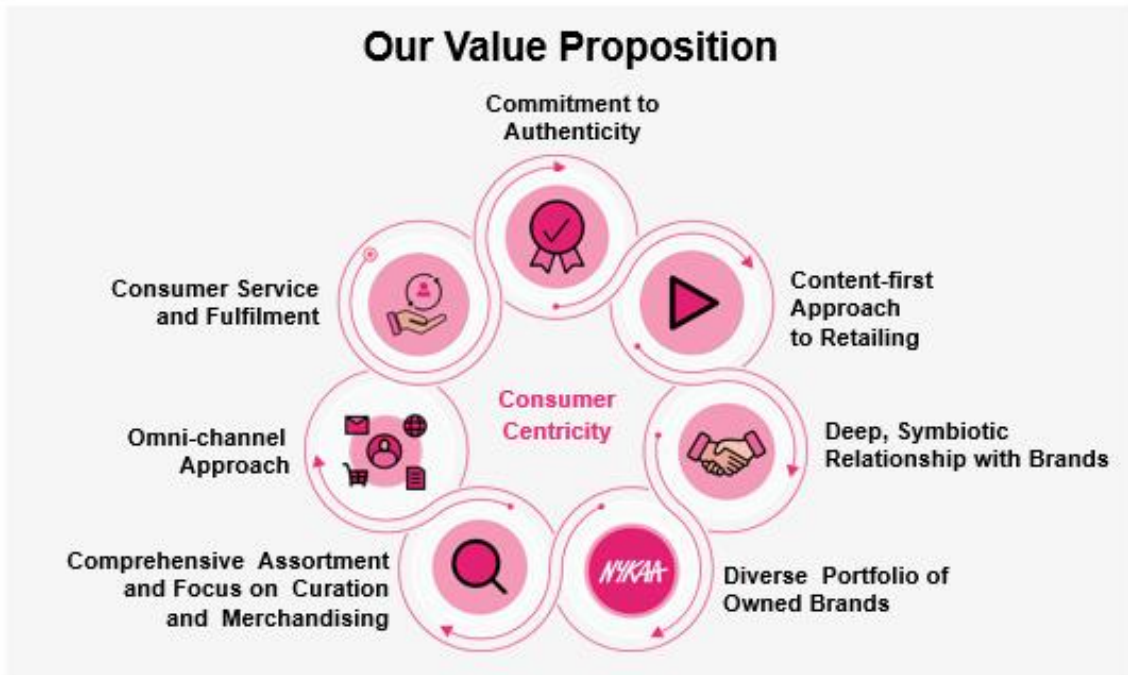 Our Value Proposition
Commitment to
Authenticity
Content-first
Approach
to Retailing
Deep, Symbiotic
Relationship with Brands
Diverse Portfolio of
Owned Brands
NYKAA
Comprehensive Assortment
and Focus on Curation
and Merchandising
Omni-channel
Approach
Consumer Service
and Fulfilment
Consumer
Centricity